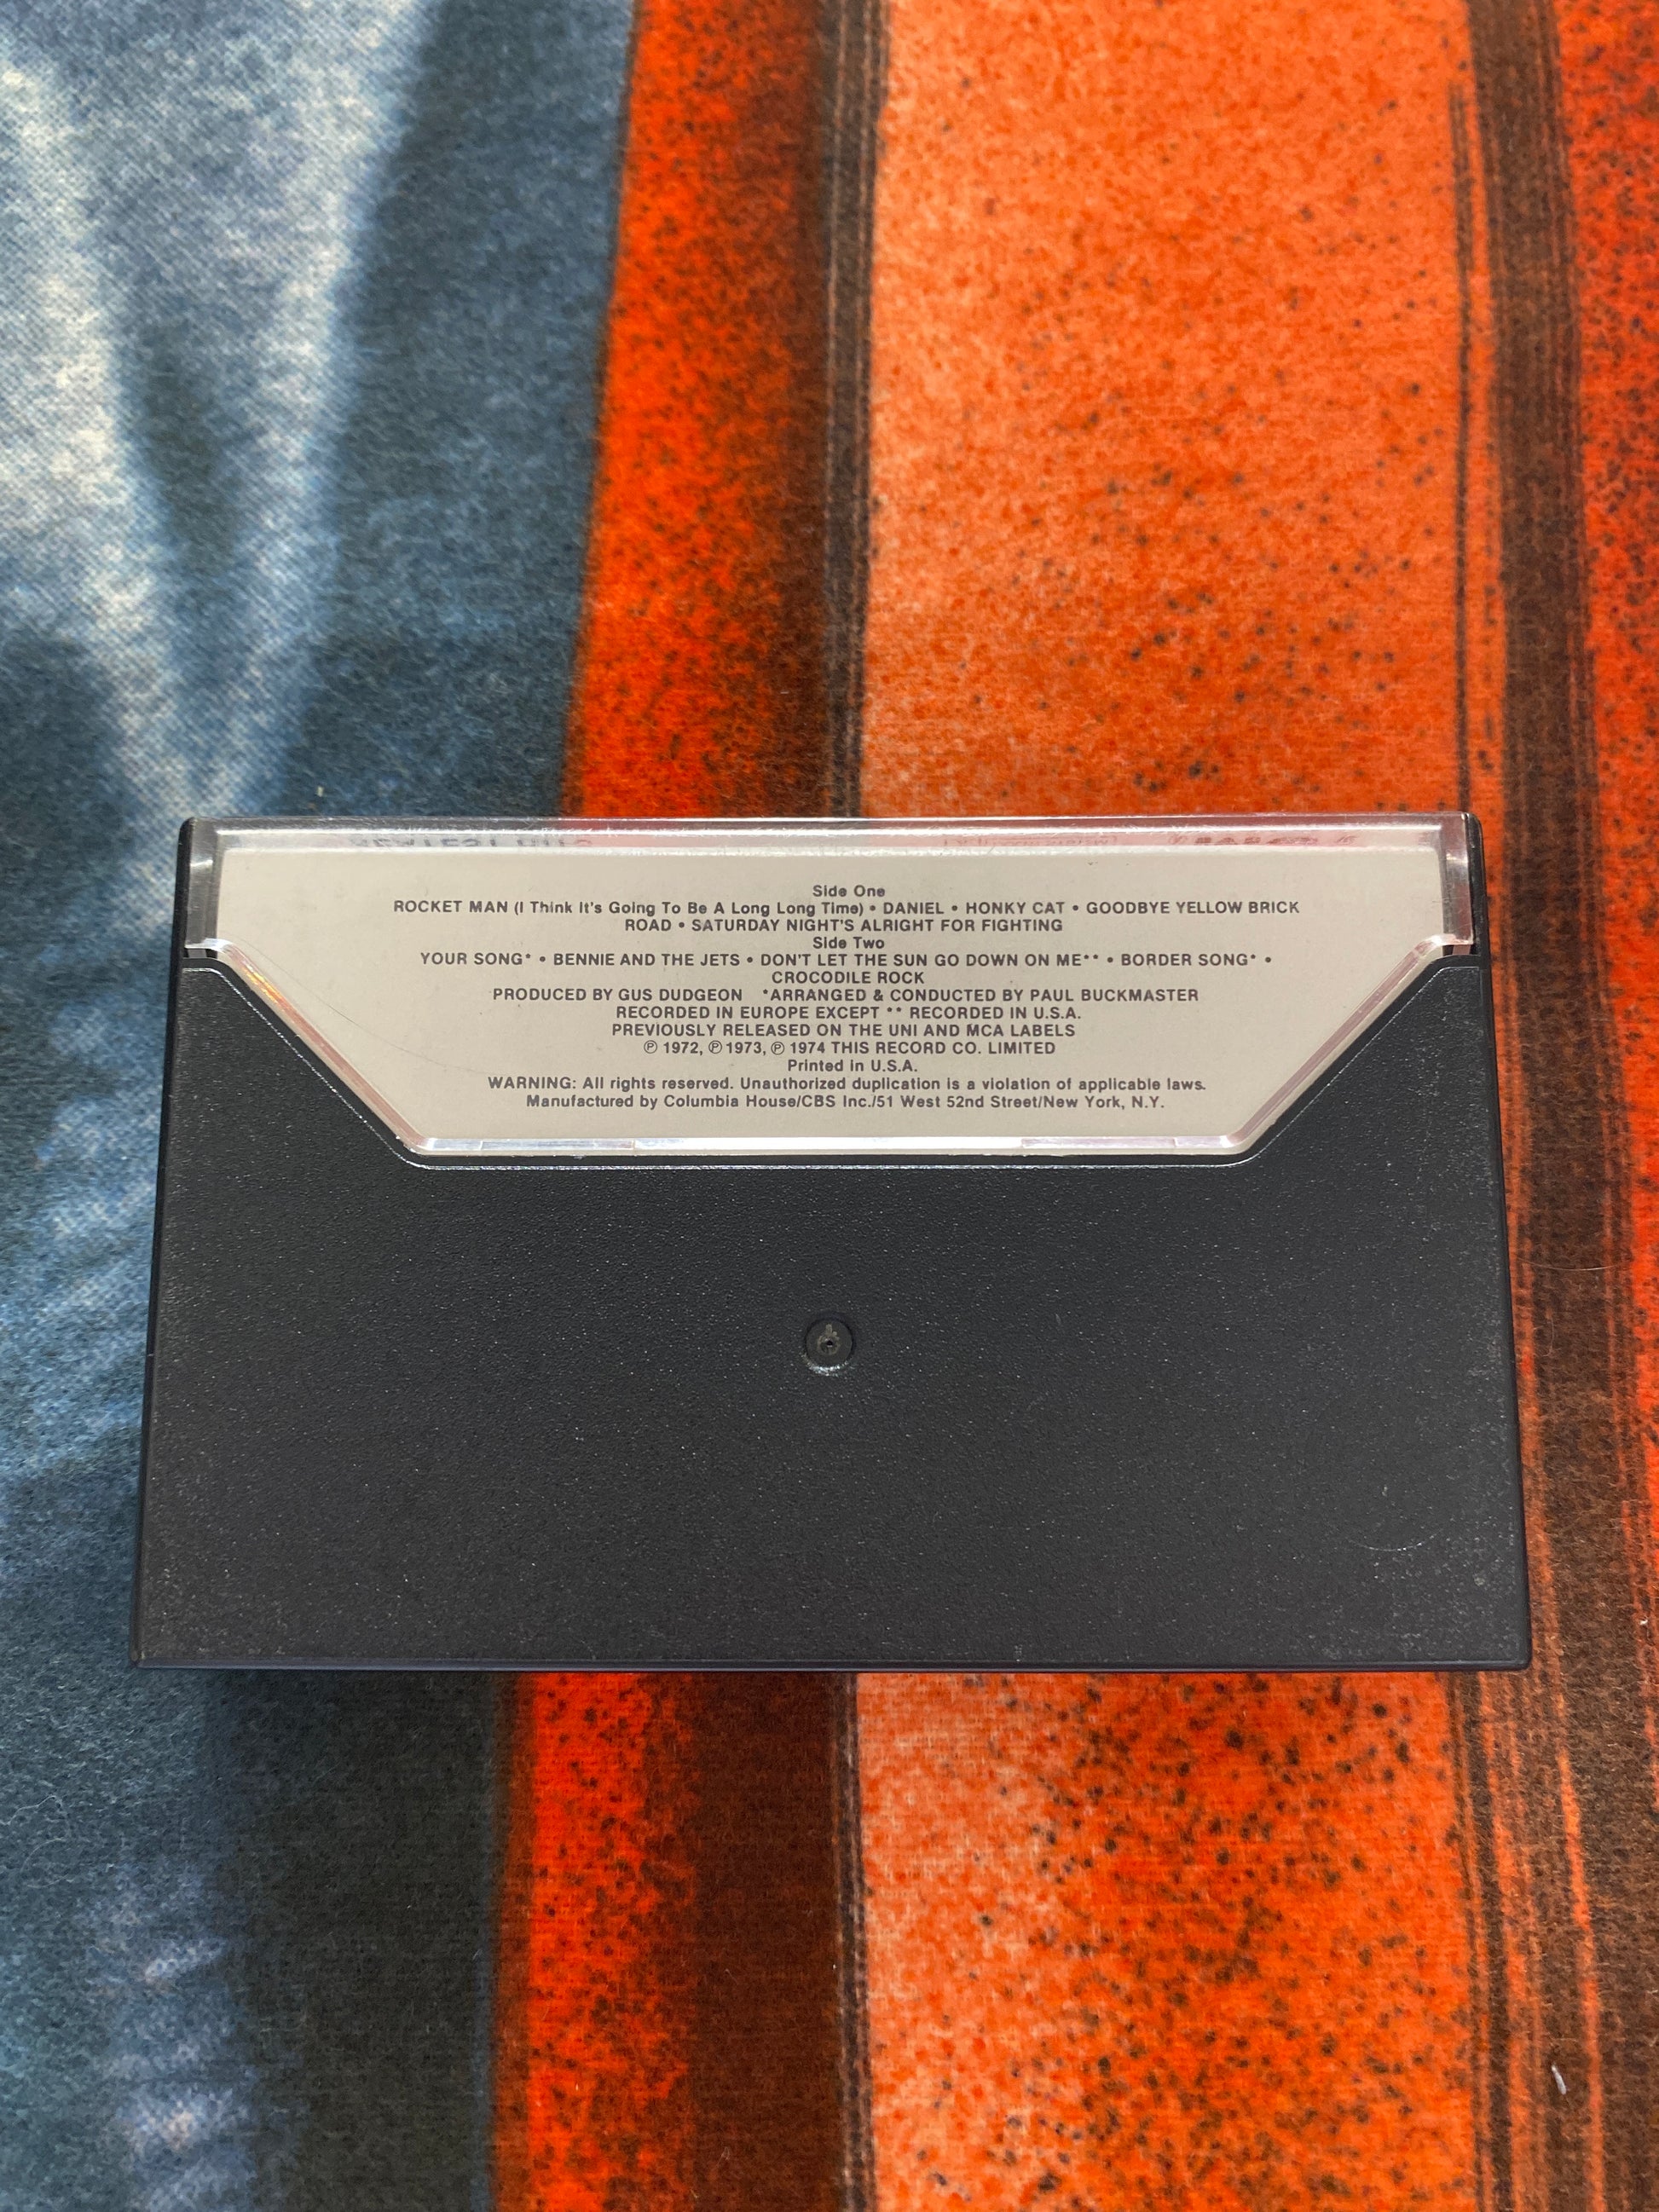 Side One
ROCKET MAN (I Think It's Going To Be A Long Long Time) • DANIEL • HONKY CAT • GOODBYE YELLOW BRICK
ROAD • SATURDAY NIGHT'S ALRIGHT FOR FIGHTING
Side Two
YOUR SONG* • BENNIE AND THE JETS • DON'T LET THE SUN GO DOWN ON ME** • BORDER SONG* •
CROCODILE ROCK
PRODUCED BY GUS DUDGEON *ARRANGED & CONDUCTED BY PAUL BUCKMASTER
RECORDED IN EUROPE EXCEPT ** RECORDED IN U.S.A.
PREVIOUSLY RELEASED ON THE UNI AND MCA LABELS
℗ 1972, ℗ 1973, ℗ 1974 THIS RECORD CO. LIMITED
Printed in U.S.A.
WARNING: All rights reserved. Unauthorized duplication is a violation of applicable laws.
Manufactured by Columbia House/CBS Inc./51 West 52nd Street/New York, N.Y.